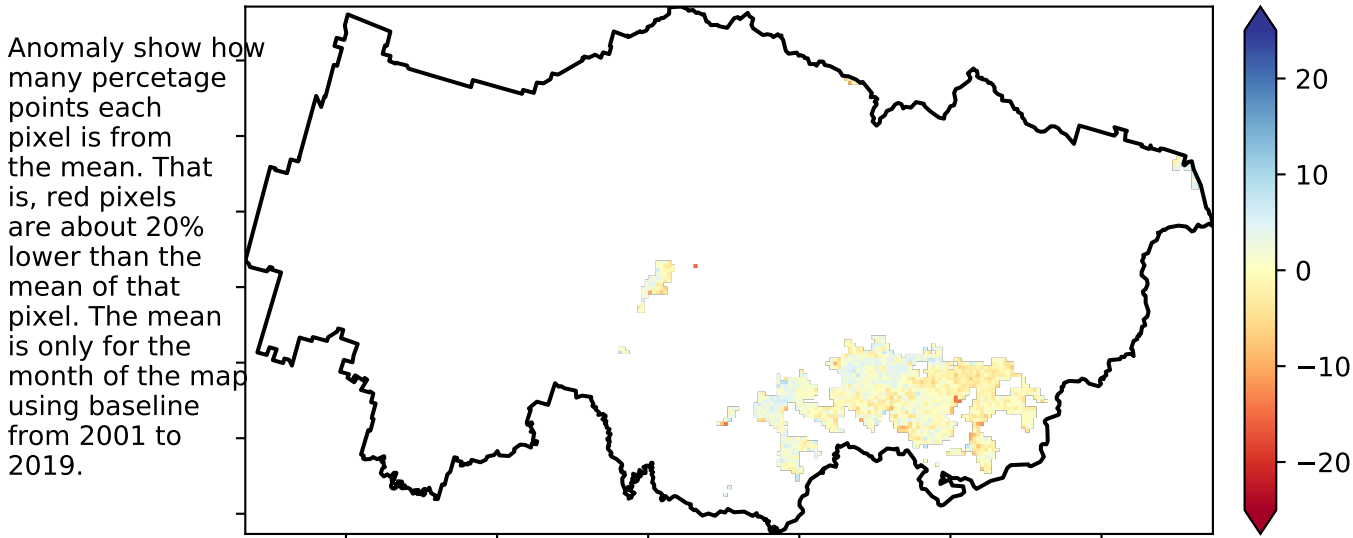 Anomaly show how
many percetage
points each
pixel is from
the mean. That
is, red pixels
are about 20%
lower than the
mean of that
pixel. The mean
is only for the
month of the map
using baseline
from 2001 to
2019.
20
10
0
−10
−20